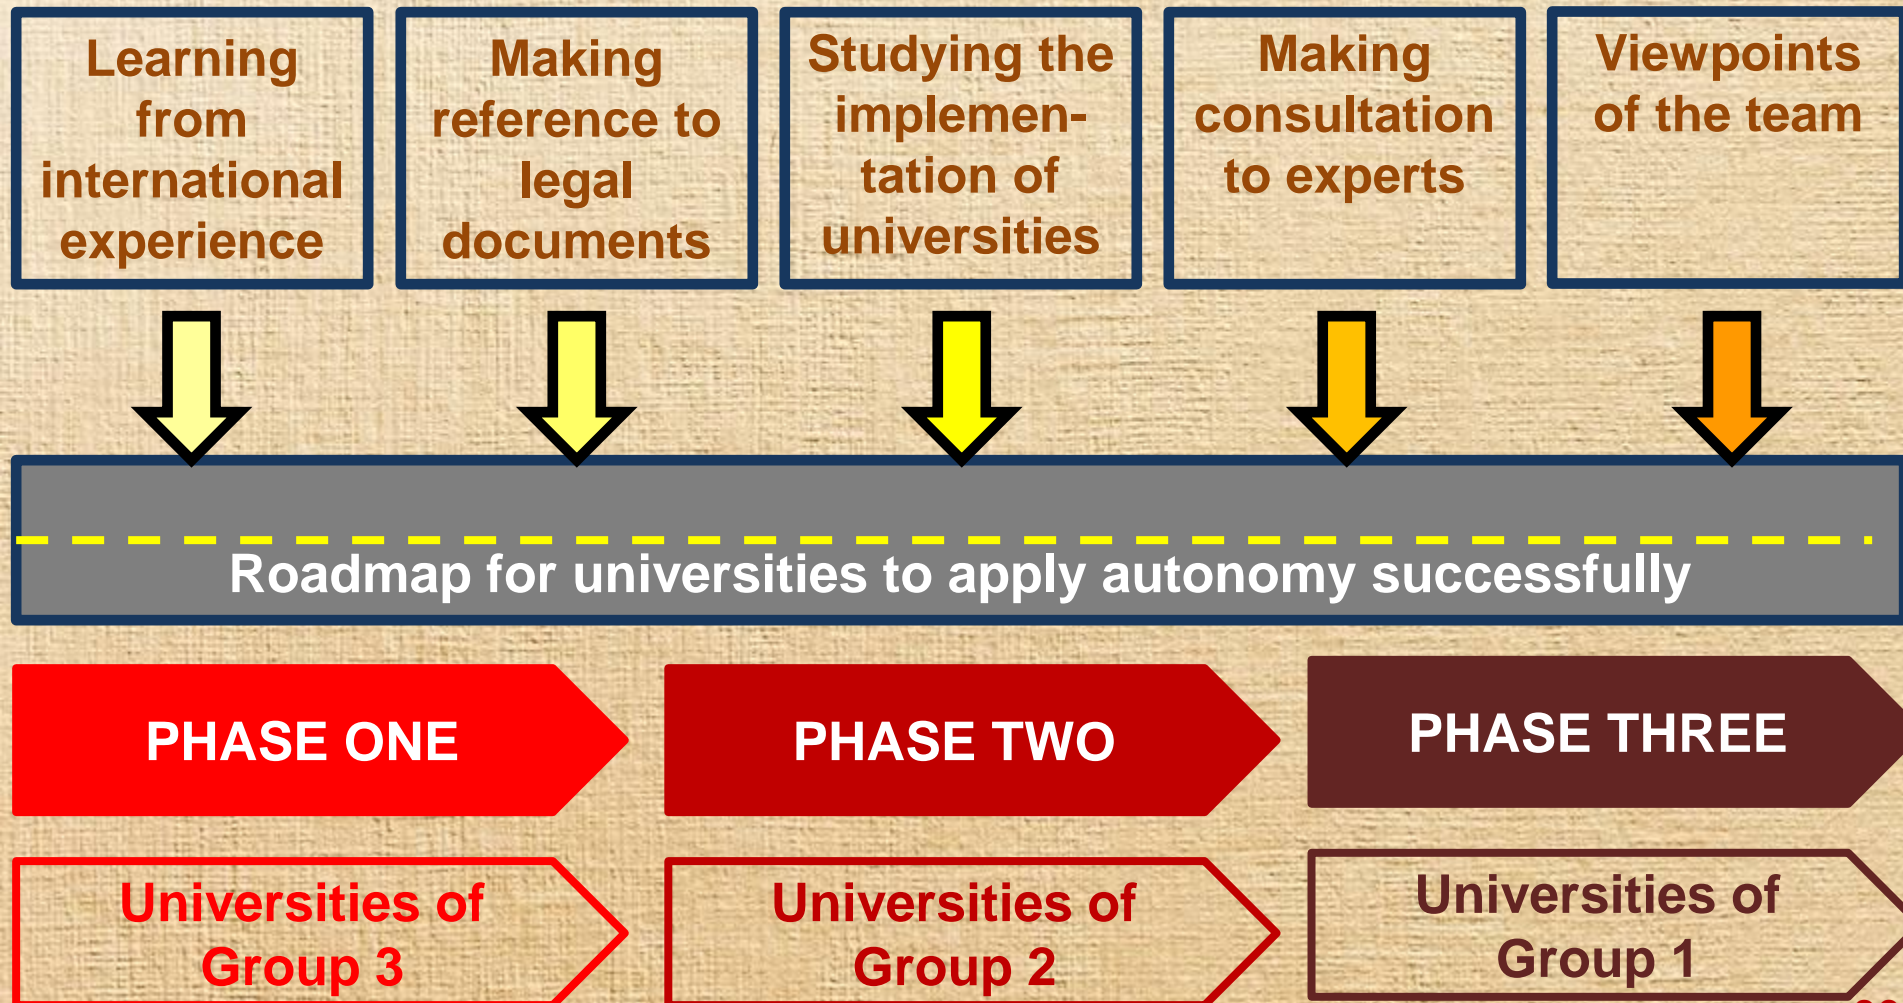 Learning
from
international
experience
Making
reference to
legal
documents
Studying the
implemen-
tation of
universities
Making
consultation
to experts
Viewpoints
of the team
Roadmap for universities to apply autonomy successfully
PHASE ONE
PHASE TWO
PHASE THREE
Universities of
Group 3
Universities of
Group 2
Universities of
Group 1